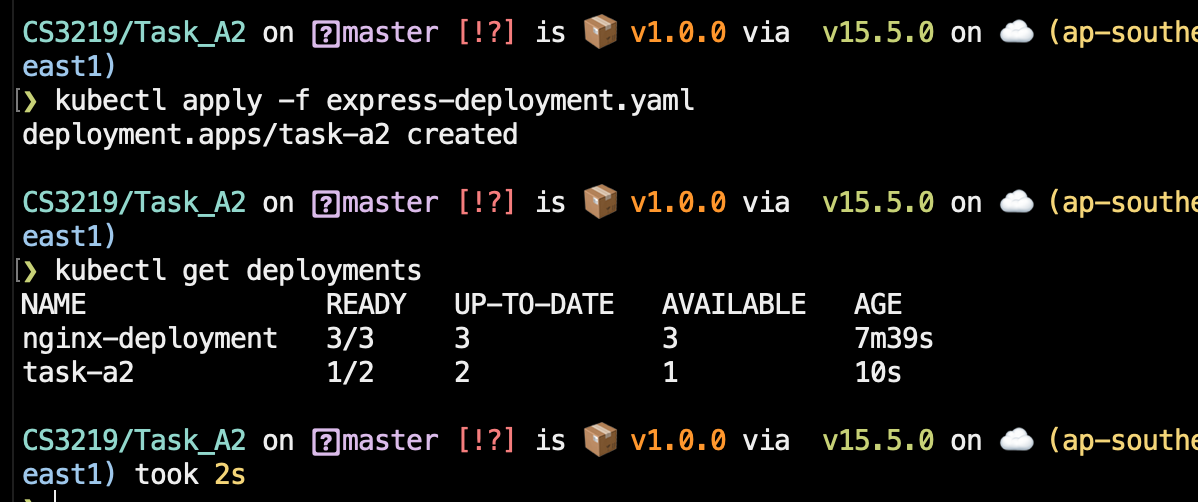 CS3219/Task_A2 on [?]master [!?] is 📦 v1.0.0 via v15.5.0 on ☁️ (ap-southe
east1)
[❯ kubectl apply -f express-deployment.yaml
deployment.apps/task-a2 created
CS3219/Task_A2 on [?]master [!?] is 📦 v1.0.0 via v15.5.0 on ☁️ (ap-southe
east1)
[❯ kubectl get deployments
NAME READY UP-TO-DATE AVAILABLE AGE
nginx-deployment 3/3 3 3 7m39s
task-a2 1/2 2 1 10s
CS3219/Task_A2 on [?]master [!?] is 📦 v1.0.0 via v15.5.0 on ☁️ (ap-southe
east1) took 2s